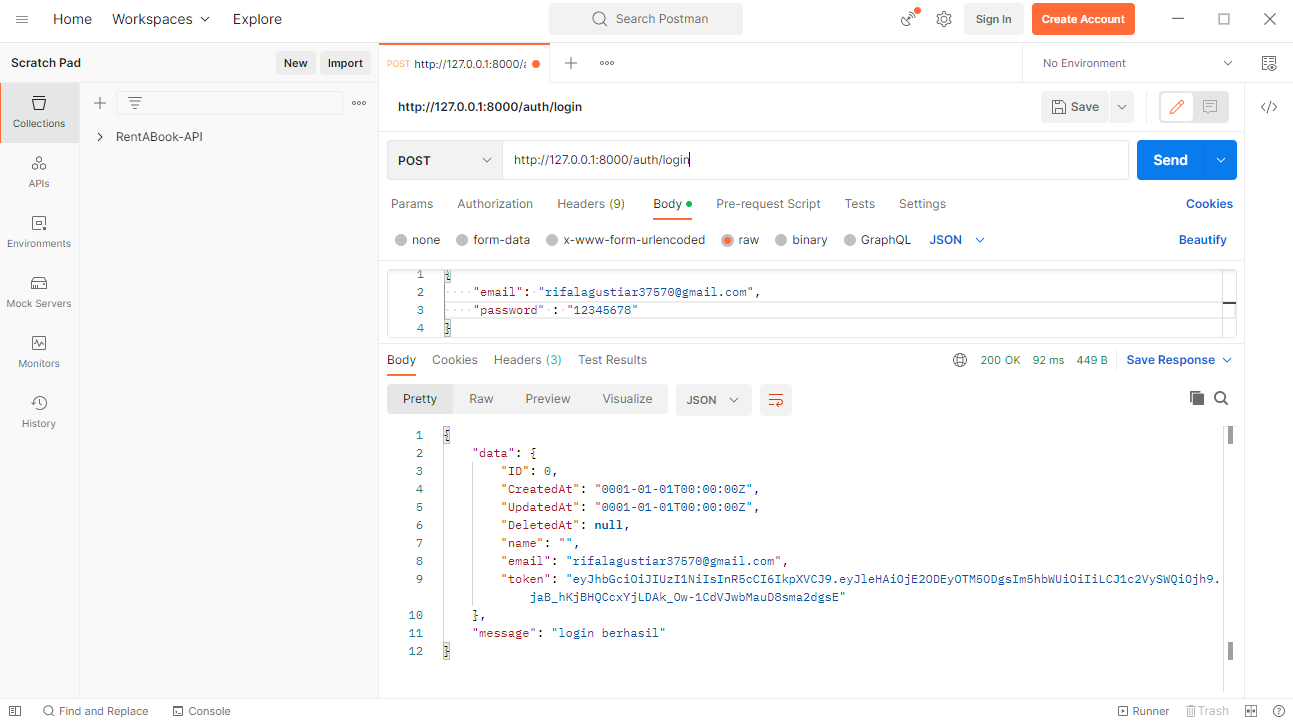 Home Workspaces Explore Search Postman Sign In Create Account
Scratch Pad New Import POST http://127.0.0.1:8000/a No Environment
http://127.0.0.1:8000/auth/login Save
Collections
RentABook-API
POST http://127.0.0.1:8000/auth/login Send
APIs
Params Authorization Headers (9) Body Pre-request Script Tests Settings Cookies
Environments
none form-data x-www-form-urlencoded raw binary GraphQL JSON Beautify
1 {
2 "email": "rifalagustiar37570@gmail.com",
3 "password" : "12345678"
4 }
Mock Servers
Monitors
History
Body Cookies Headers (3) Test Results 200 OK 92 ms 449 B Save Response
Pretty Raw Preview Visualize JSON
1 {
2 "data": {
3 "ID": 0,
4 "CreatedAt": "0001-01-01T00:00:00Z",
5 "UpdatedAt": "0001-01-01T00:00:00Z",
6 "DeletedAt": null,
7 "name": "",
8 "email": "rifalagustiar37570@gmail.com",
9 "token": "eyJhbGciOiJIUzI1NiIsInR5cCI6IkpXVCJ9.eyJleHAiOjE2ODEyOTM5ODgsIm5hbWUiOiIiLCJ1c2VySWQiOjh9.
jaB_hKjBHQCcxYjLDAk_Ow-1CdVJwbMauD8sma2dgsE"
10 },
11 "message": "login berhasil"
12 }
Find and Replace Console Runner Trash